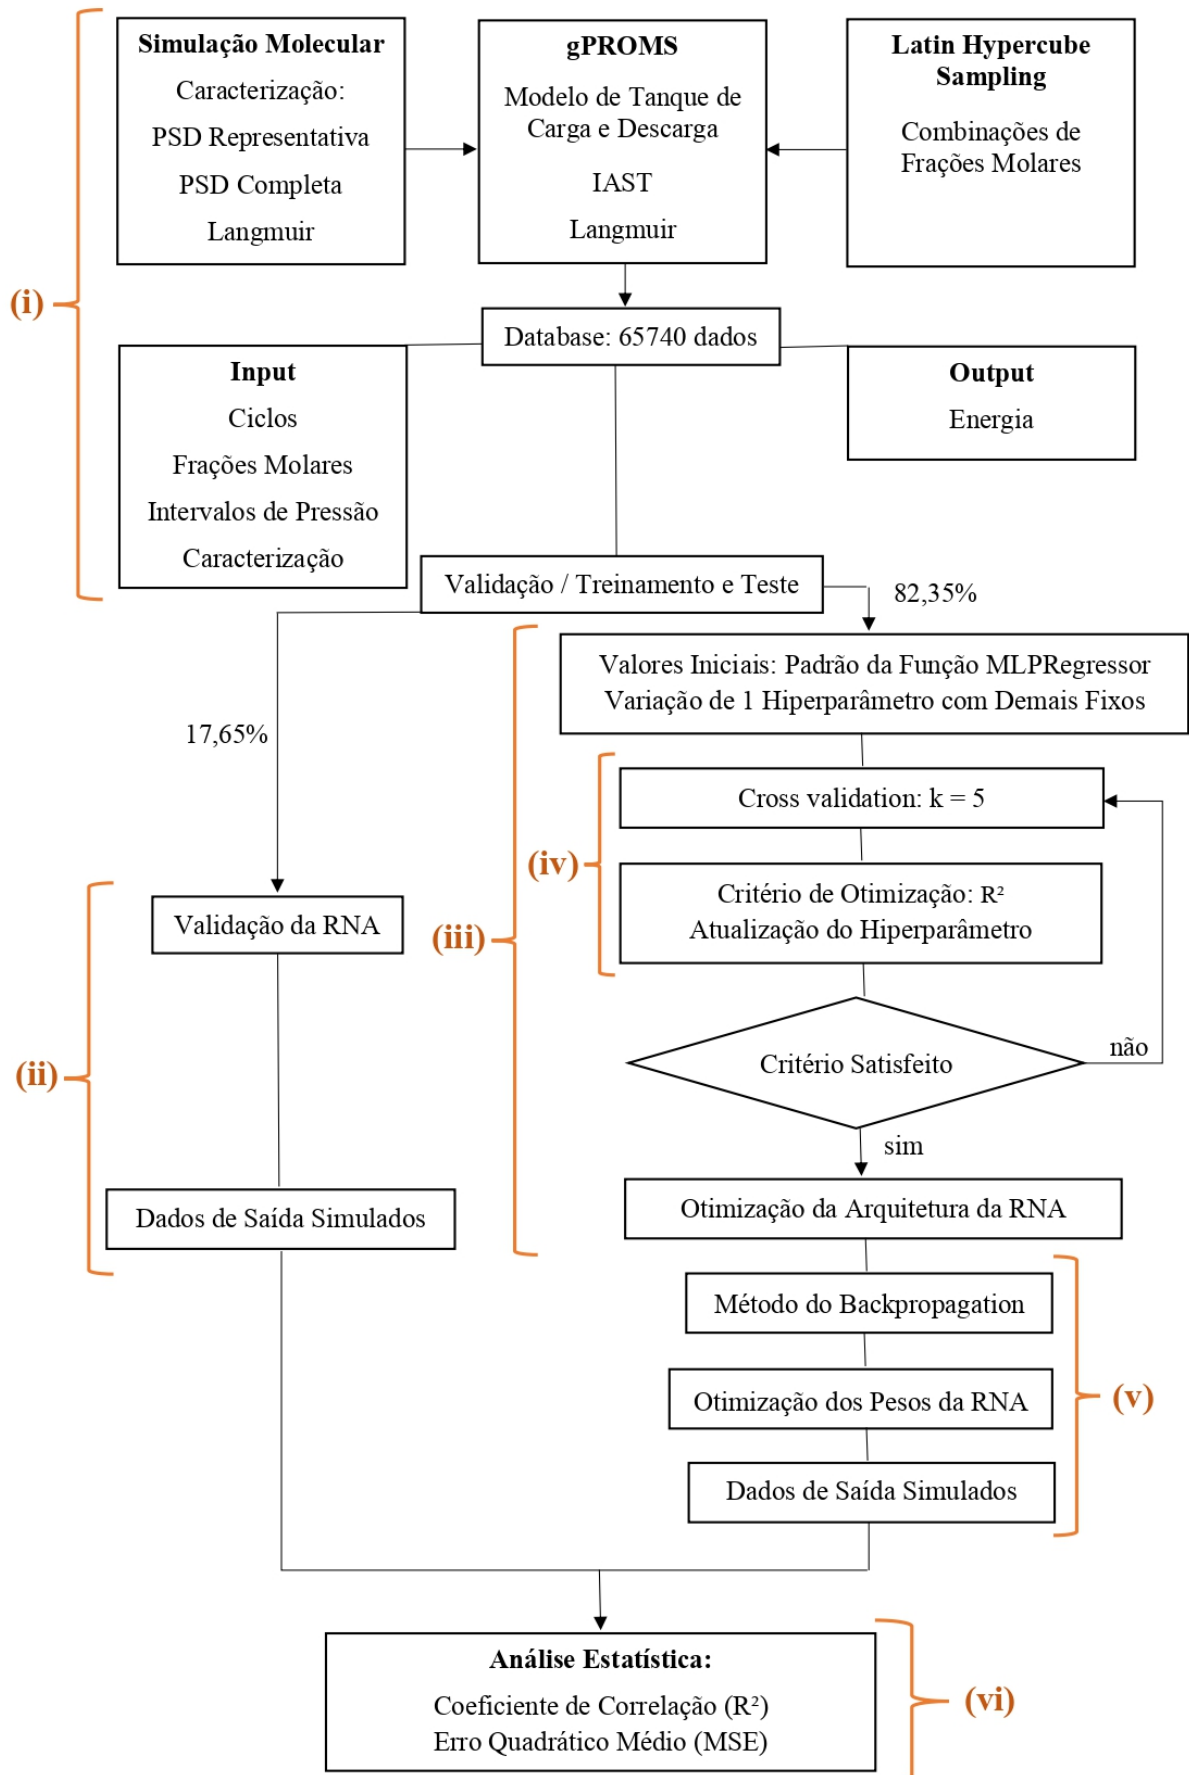 Simulação Molecular
Caracterização:
PSD Representativa
PSD Completa
Langmuir
gPROMS
Modelo de Tanque de
Carga e Descarga
IAST
Langmuir
Latin Hypercube
Sampling
Combinações de
Frações Molares
(i)
Database: 65740 dados
Input
Ciclos
Frações Molares
Intervalos de Pressão
Caracterização
Output
Energia
Validação / Treinamento e Teste
82,35%
17,65%
Valores Iniciais: Padrão da Função MLPRegressor
Variação de 1 Hiperparâmetro com Demais Fixos
Cross validation: k = 5
(iv)
Critério de Otimização: R²
Atualização do Hiperparâmetro
(iii)
Validação da RNA
(ii)
Critério Satisfeito
não
sim
Dados de Saída Simulados
Otimização da Arquitetura da RNA
Método do Backpropagation
Otimização dos Pesos da RNA
(v)
Dados de Saída Simulados
Análise Estatística:
Coeficiente de Correlação (R²)
Erro Quadrático Médio (MSE)
(vi)